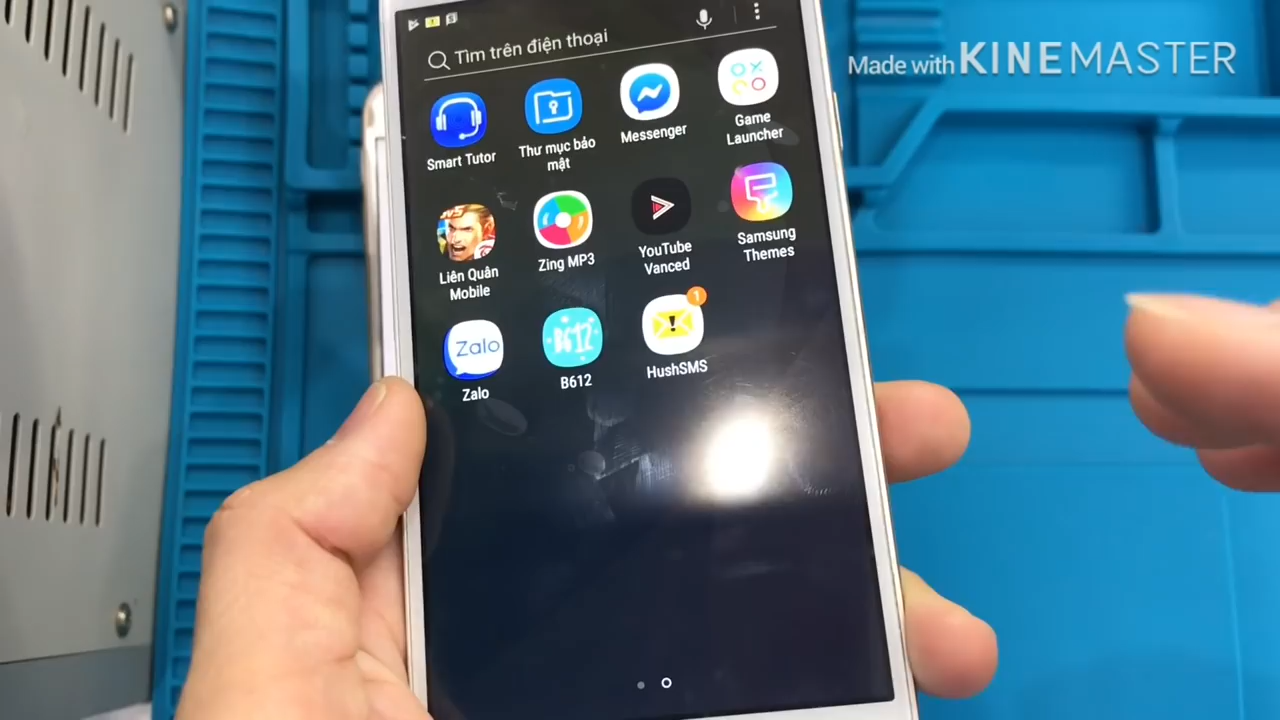 Made with KINEMASTER
Tìm trên điện thoại
Smart Tutor
Thư mục bảo
mật
Messenger
Game
Launcher
Liên Quân
Mobile
Zing MP3
YouTube
Vanced
Samsung
Themes
Zalo
Zalo
B612
B612
1
HushSMS